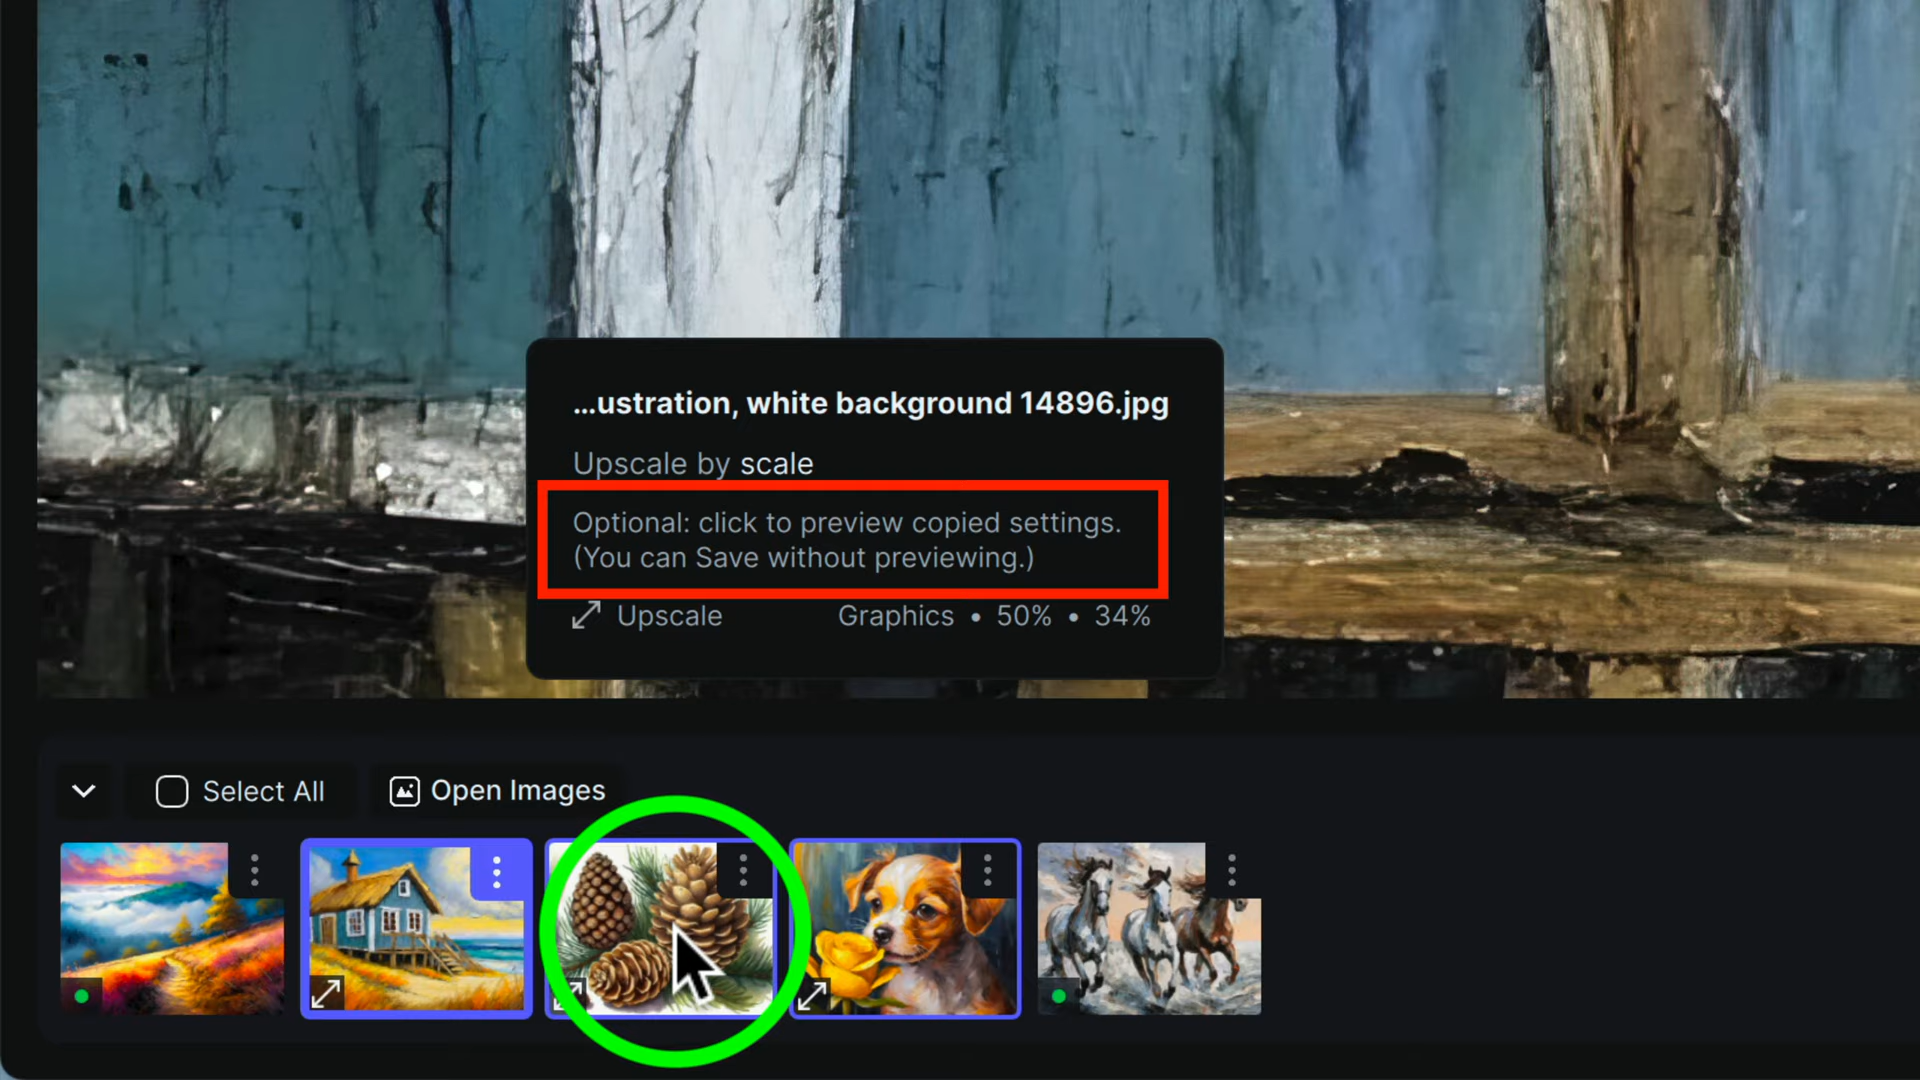 ...ustration, white background 14896.jpg
Upscale by scale
Optional: click to preview copied settings.
(You can Save without previewing.)
Upscale Graphics • 50% • 34%
Select All Open Images